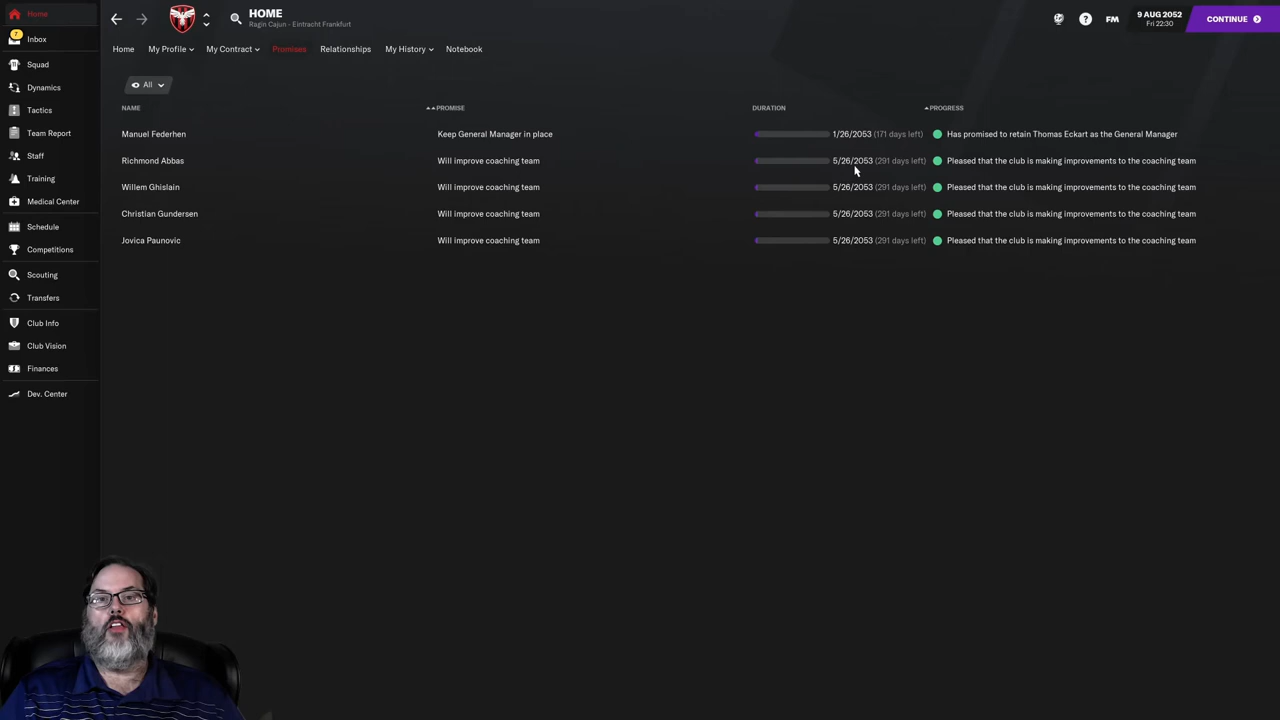 Home
7
Inbox
Squad
Dynamics
Tactics
Team Report
Staff
Training
Medical Center
Schedule
Competitions
Scouting
Transfers
Club Info
Club Vision
Finances
Dev. Center
HOME
Ragin Cajun - Eintracht Frankfurt
?
FM
9 AUG 2052
Fri 22:30
CONTINUE
Home My Profile My Contract Promises Relationships My History Notebook
All
NAME PROMISE DURATION PROGRESS
Manuel Federhen Keep General Manager in place 1/26/2053 (171 days left) Has promised to retain Thomas Eckart as the General Manager
Richmond Abbas Will improve coaching team 5/26/2053 (291 days left) Pleased that the club is making improvements to the coaching team
Willem Ghislain Will improve coaching team 5/26/2053 (291 days left) Pleased that the club is making improvements to the coaching team
Christian Gundersen Will improve coaching team 5/26/2053 (291 days left) Pleased that the club is making improvements to the coaching team
Jovica Paunovic Will improve coaching team 5/26/2053 (291 days left) Pleased that the club is making improvements to the coaching team